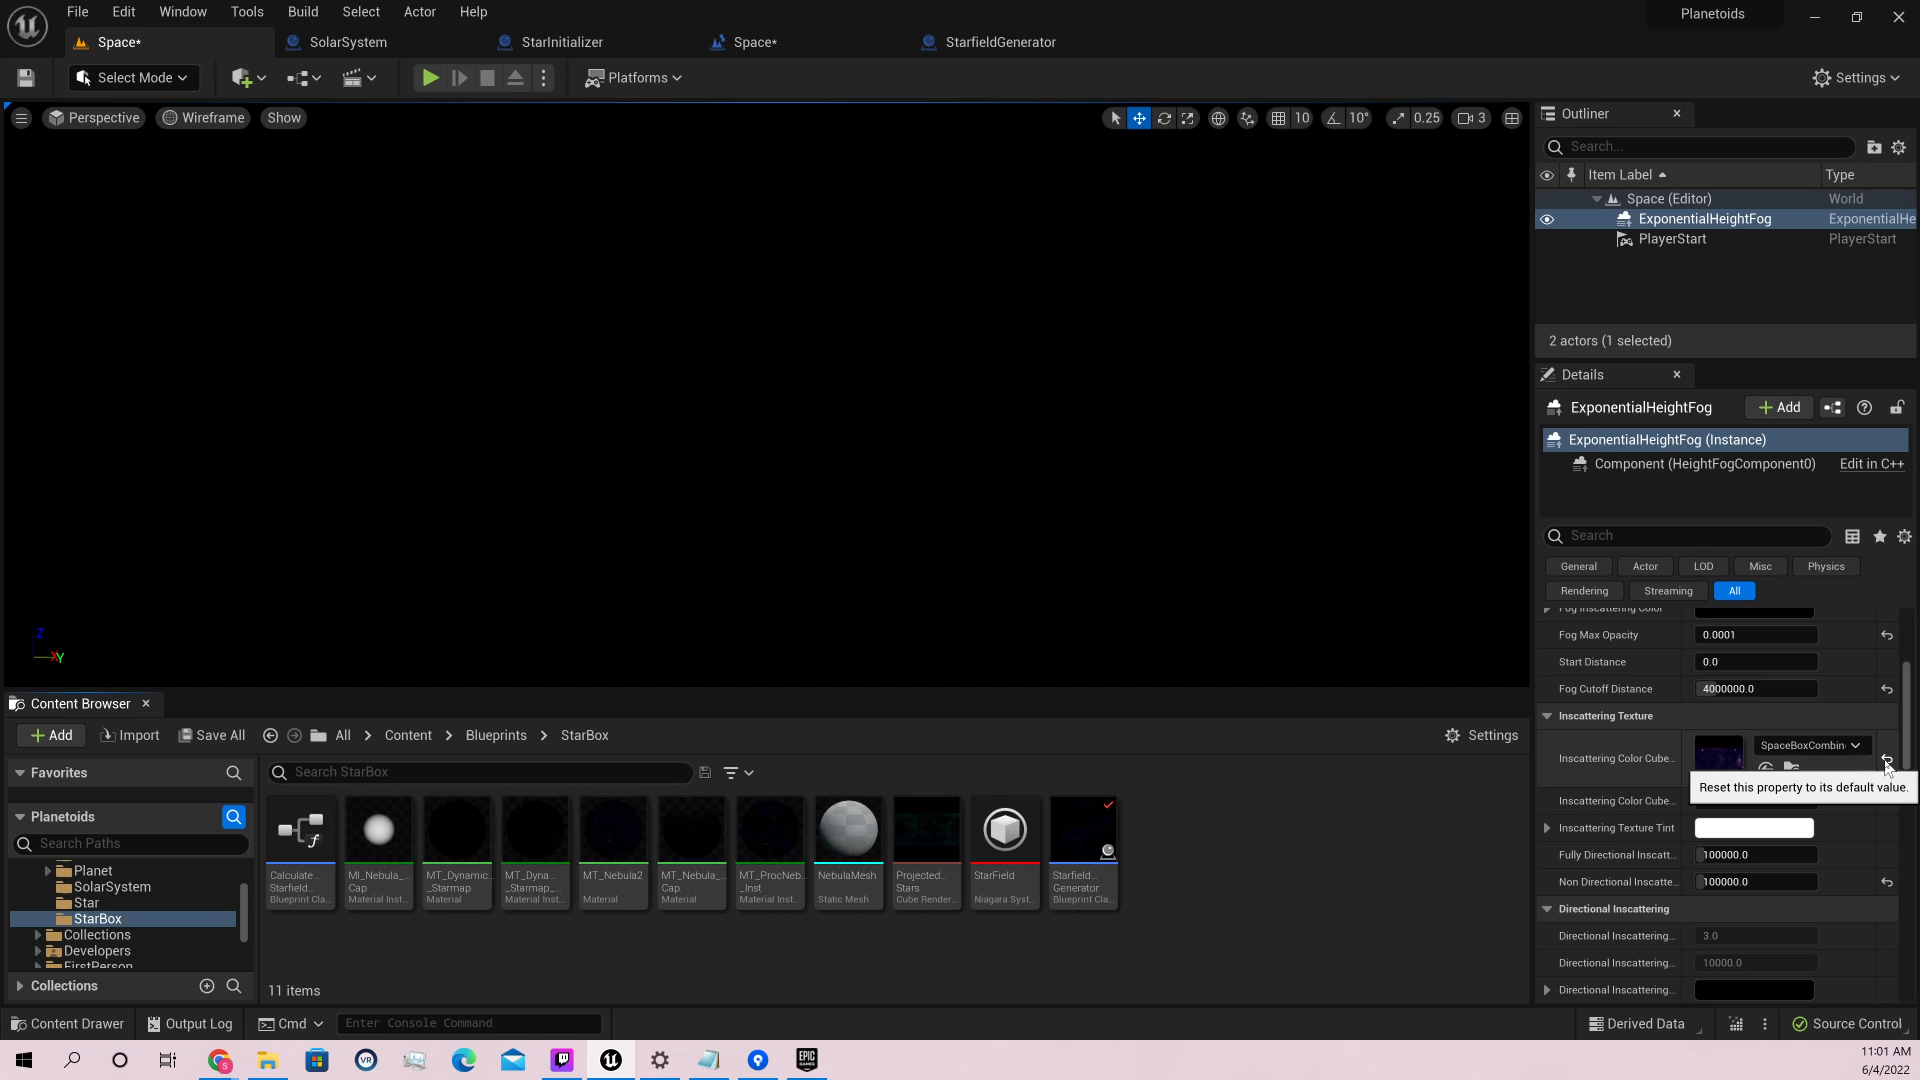 File Edit Window Tools Build Select Actor Help
Planetoids
Space* SolarSystem StarInitializer Space* StarfieldGenerator
Select Mode Platforms Settings
Perspective Wireframe Show
10 10° 0.25 3
Z
X Y
Outliner
Search...
Item Label Type
Space (Editor) World
ExponentialHeightFog ExponentialHe
PlayerStart PlayerStart
2 actors (1 selected)
Details
ExponentialHeightFog Add
ExponentialHeightFog (Instance)
Component (HeightFogComponent0) Edit in C++
Search
General Actor LOD Misc Physics
Rendering Streaming All
Fog Inscattering Color
Fog Max Opacity 0.0001
Start Distance 0.0
Fog Cutoff Distance 4000000.0
Inscattering Texture
Inscattering Color Cube... SpaceBoxCombin
Reset this property to its default value.
Inscattering Color Cube...
Inscattering Texture Tint
Fully Directional Inscatt... 100000.0
Non Directional Inscatte... 100000.0
Directional Inscattering
Directional Inscattering... 3.0
Directional Inscattering... 10000.0
Directional Inscattering...
Content Browser
Add Import Save All All Content Blueprints StarBox Settings
Favorites
Planetoids
Search Paths
Planet
SolarSystem
Star
StarBox
Collections
Developers
FirstPerson
Collections
Search StarBox
Calculate...
Starfield...
Blueprint Cla...
MI_Nebula_...
Cap
Material Inst...
MT_Dynamic...
_Starmap
Material
MT_Dyna...
_Starmap_...
Material Inst...
MT_Nebula2
Material
MT_Nebula_...
Cap
Material
MT_ProcNeb...
_Inst
Material Inst...
NebulaMesh
Static Mesh
Projected...
Stars
Cube Render...
StarField
Niagara Syst...
Starfield...
Generator
Blueprint Cla...
11 items
Content Drawer Output Log Cmd Enter Console Command Derived Data Source Control
VR
EPIC
GAMES
11:01 AM
6/4/2022